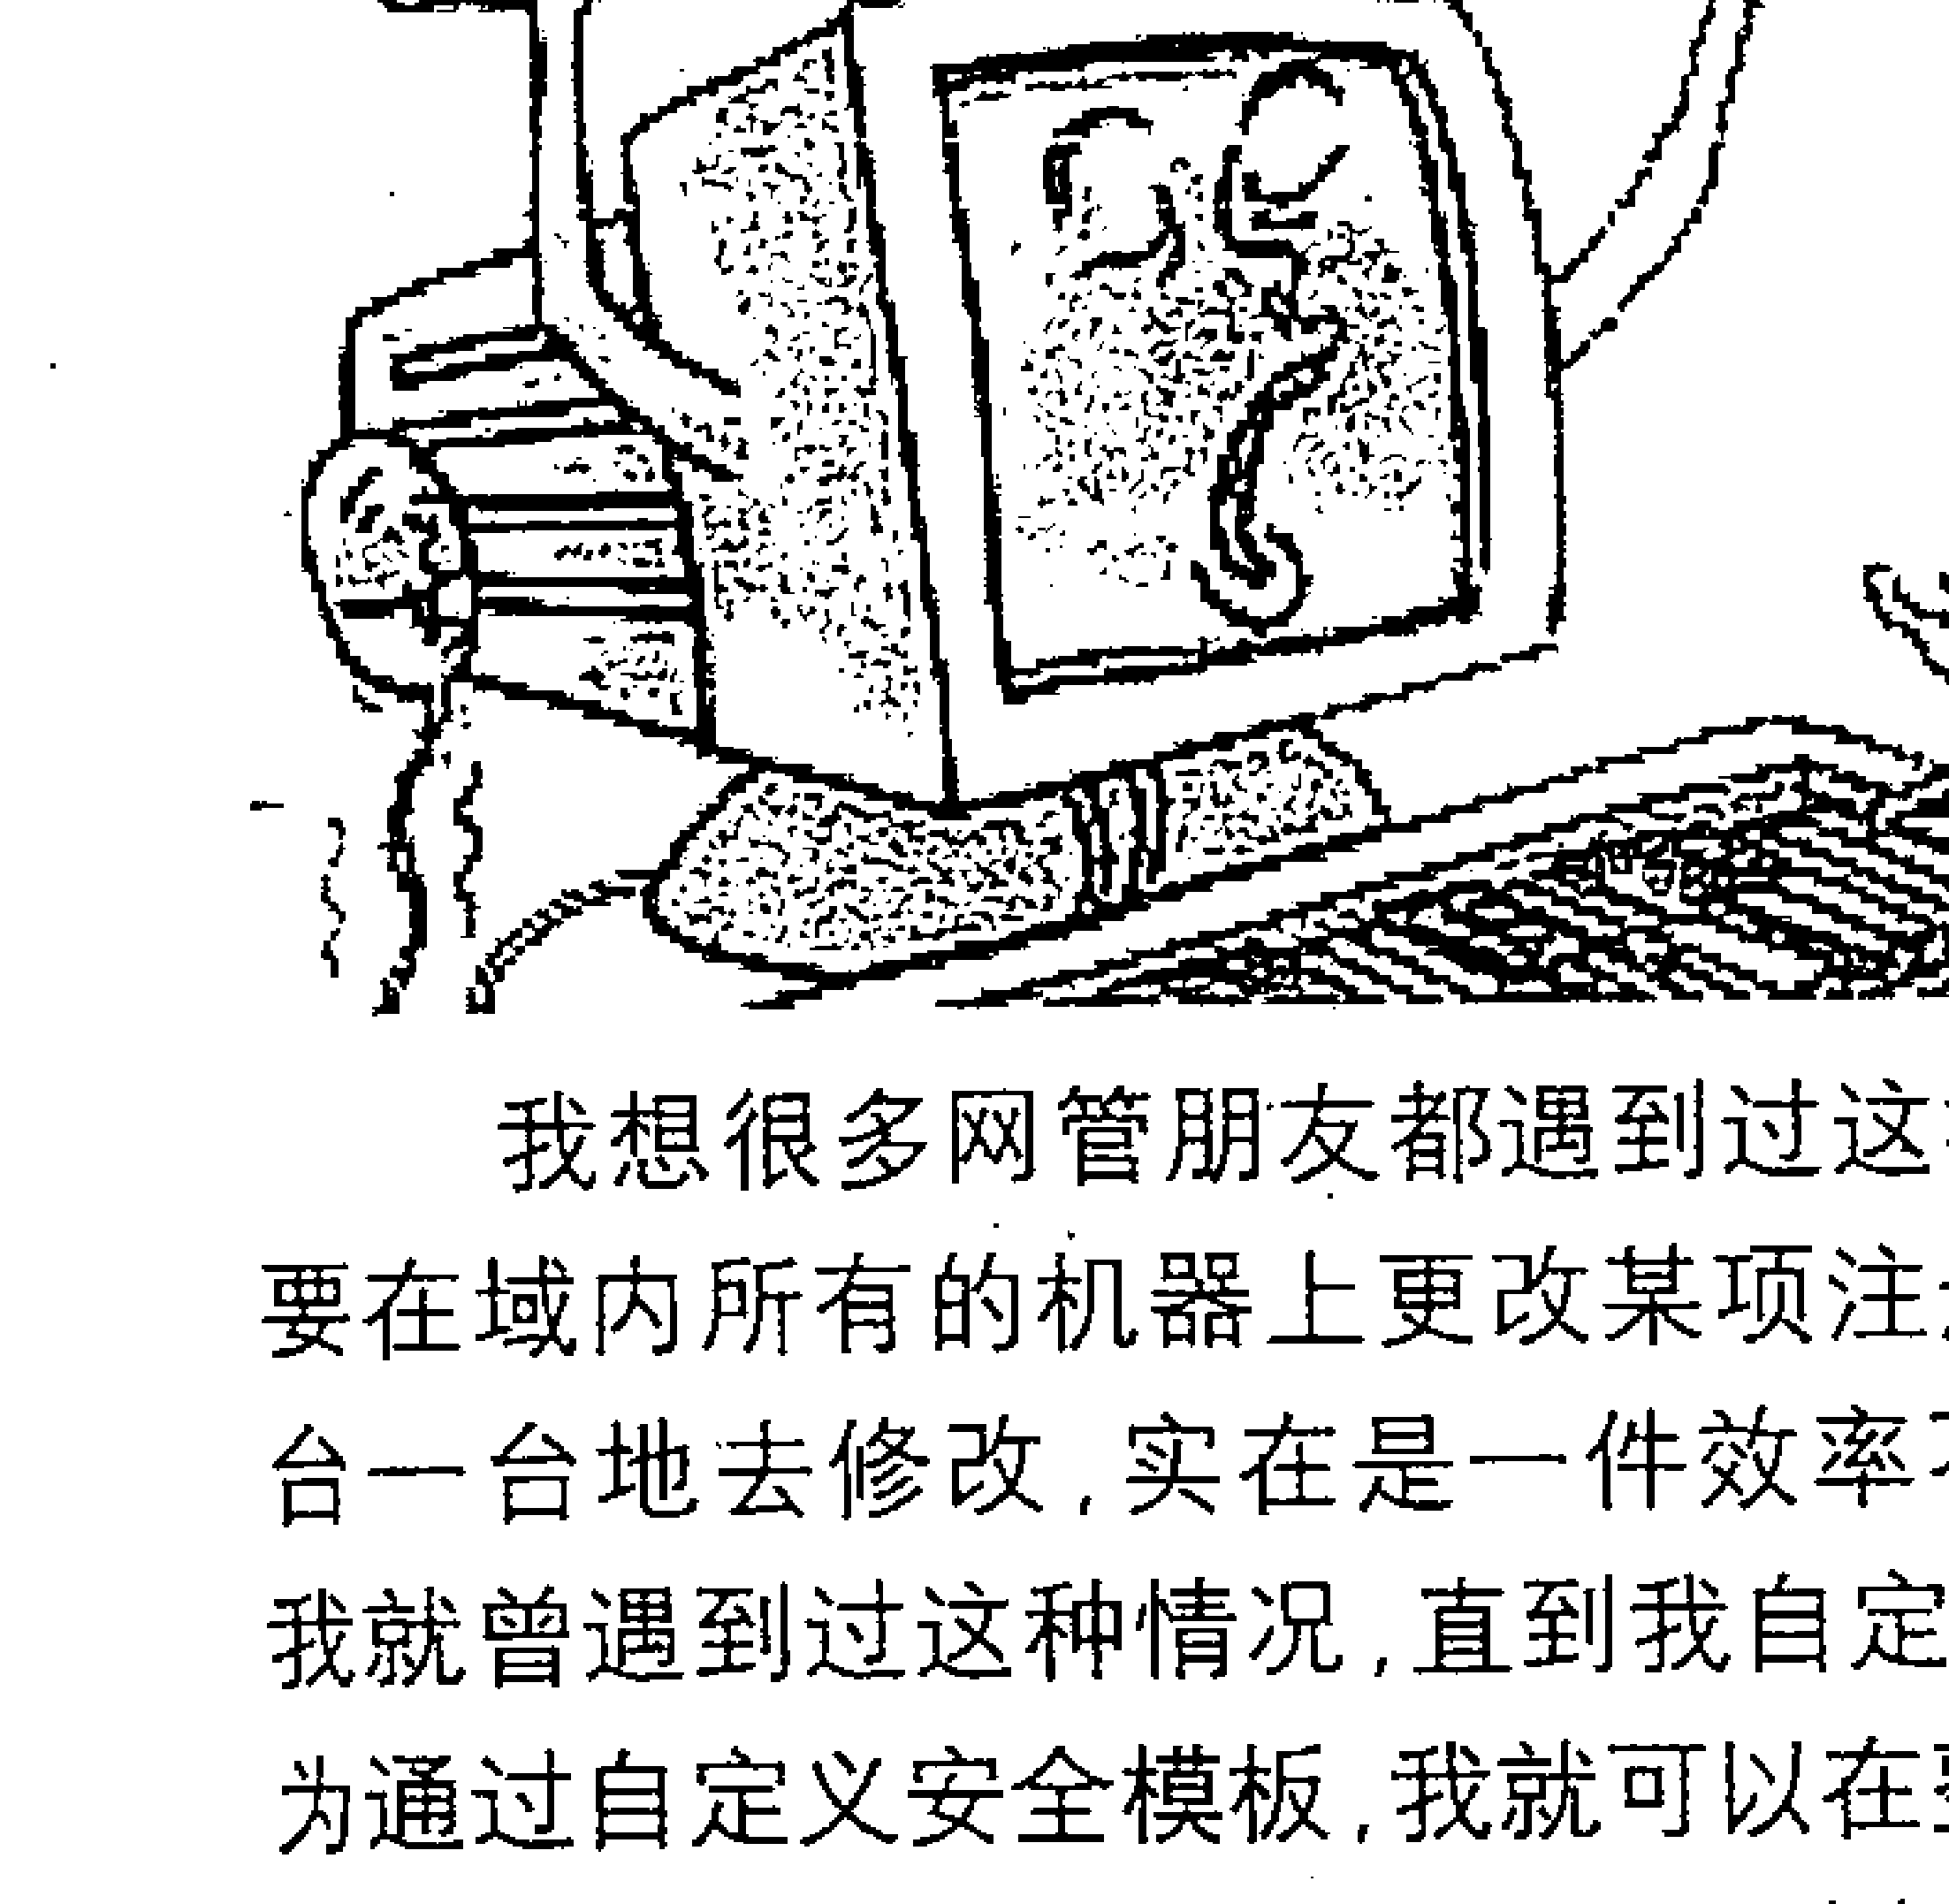 我想很多网管朋友都遇到过这
要在域内所有的机器上更改某项注
台一台地去修改,实在是一件效率
我就曾遇到过这种情况,直到我自定
为通过自定义安全模板,我就可以在